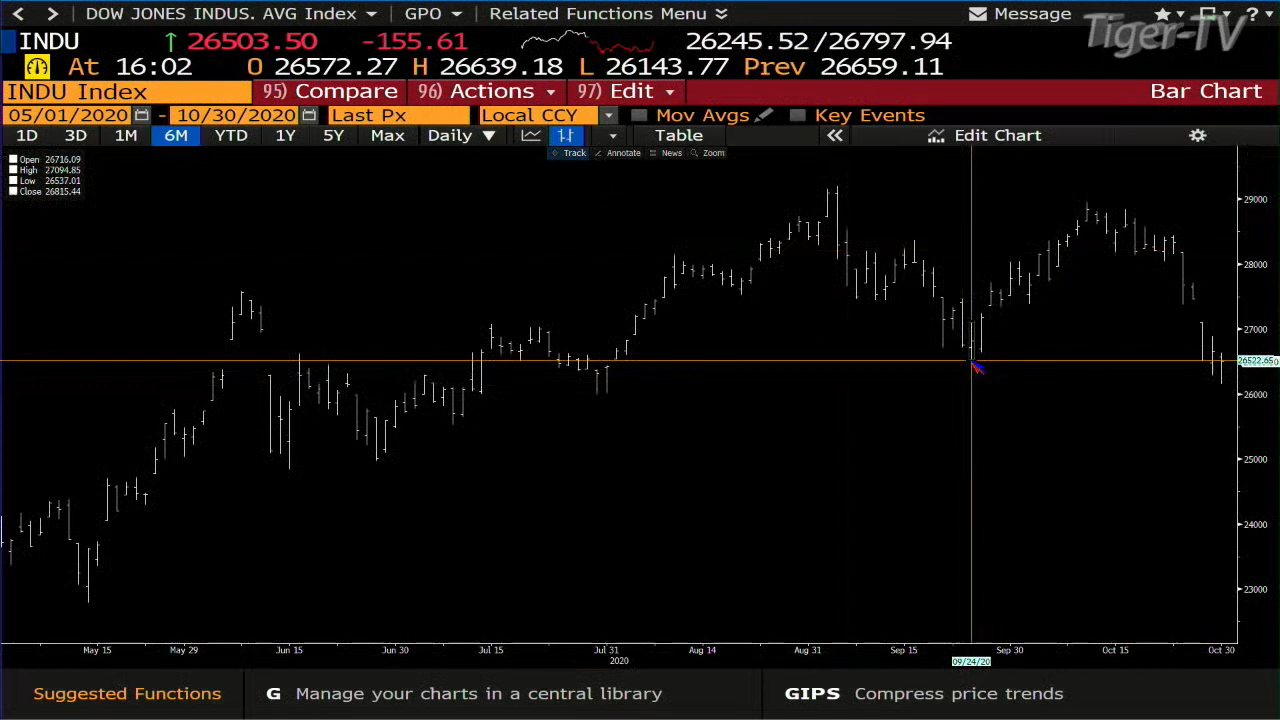 DOW JONES INDUS. AVG Index GPO Related Functions Menu Message ?
Tiger-TV
INDU 26503.50 -155.61 26245.52/26797.94
At 16:02 O 26572.27 H 26639.18 L 26143.77 Prev 26659.11
INDU Index 95) Compare 96) Actions 97) Edit Bar Chart
05/01/2020 - 10/30/2020 Last Px Local CCY Mov Avgs Key Events
1D 3D 1M 6M YTD 1Y 5Y Max Daily Table Edit Chart
Track Annotate News Zoom
Open 26716.09
High 27094.85
Low 26537.01
Close 26815.44
29000
28000
27000
26522.65
26000
25000
24000
23000
May 15 May 29 Jun 15 Jun 30 Jul 15 Jul 31 Aug 14 Aug 31 Sep 15 Sep 30 Oct 15 Oct 30
2020 09/24/20
Suggested Functions G Manage your charts in a central library GIPS Compress price trends